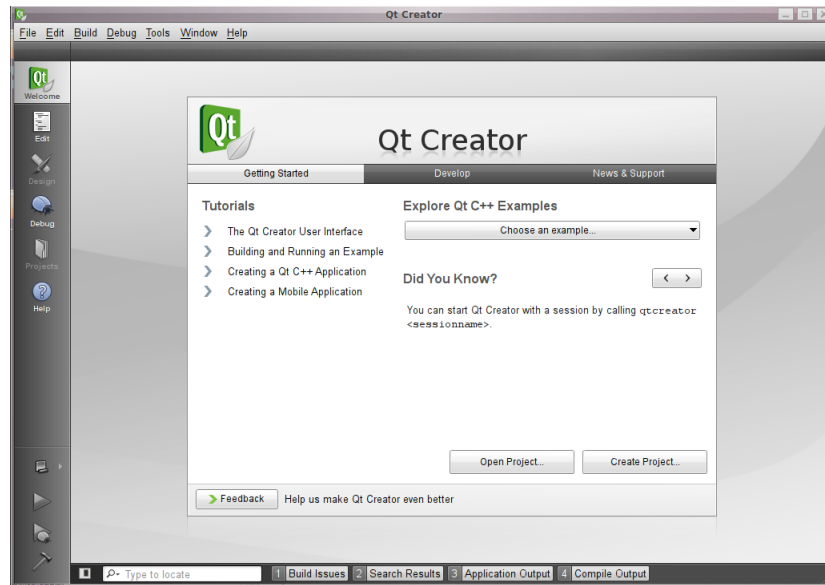 Qt Creator
File Edit Build Debug Tools Window Help
Qt
Welcome
Edit
Design
Debug
Projects
Help
Qt
Qt Creator
Getting Started Develop News & Support
Tutorials
The Qt Creator User Interface
Building and Running an Example
Creating a Qt C++ Application
Creating a Mobile Application
Explore Qt C++ Examples
Choose an example...
Did You Know?
You can start Qt Creator with a session by calling qtcreator
<sessionname>.
Open Project... Create Project...
Feedback Help us make Qt Creator even better
Type to locate 1 Build Issues 2 Search Results 3 Application Output 4 Compile Output